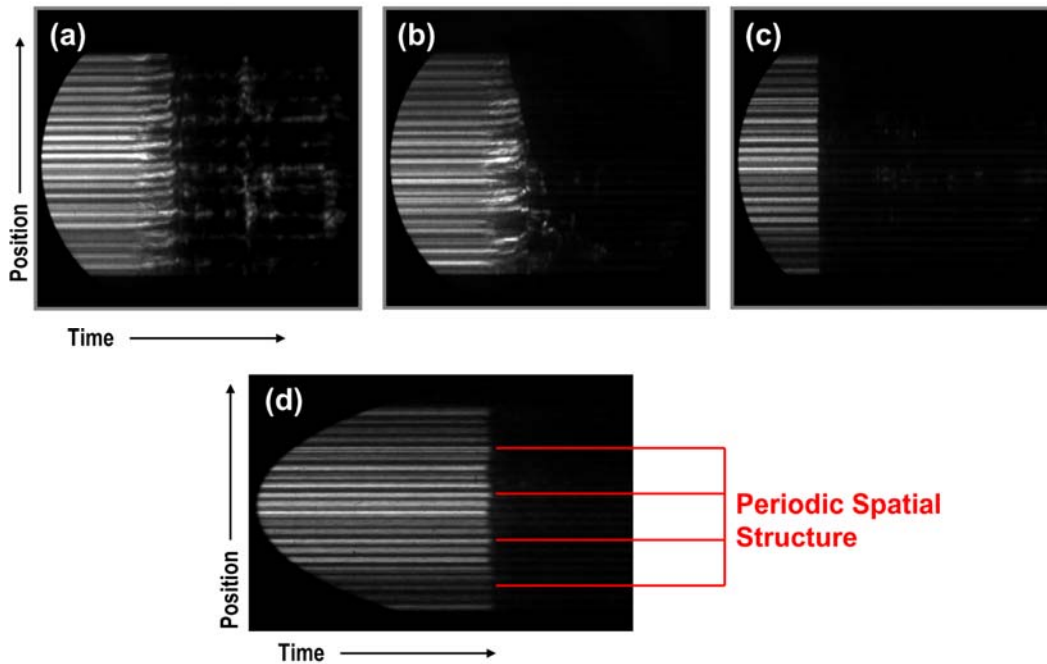 (a)
(b)
(c)
Position
Time
(d)
Position
Periodic Spatial
Structure
Time